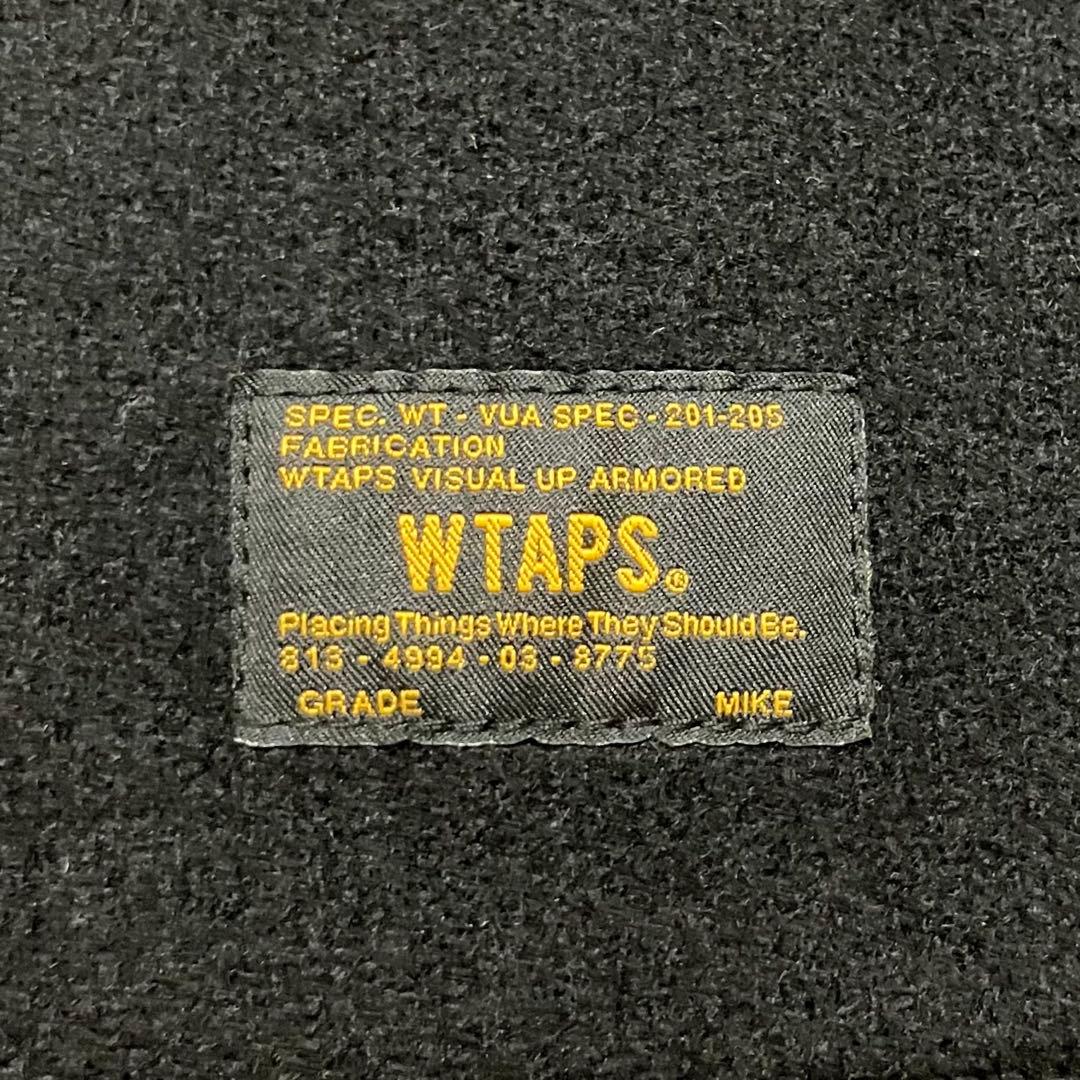 SPEC. WT - VUA SPEC - 201-205
FABRICATION
WTAPS VISUAL UP ARMORED
WTAPS.®
Placing Things Where They Should Be.
813 - 4994 - 03 - 8775
GRADE MIKE